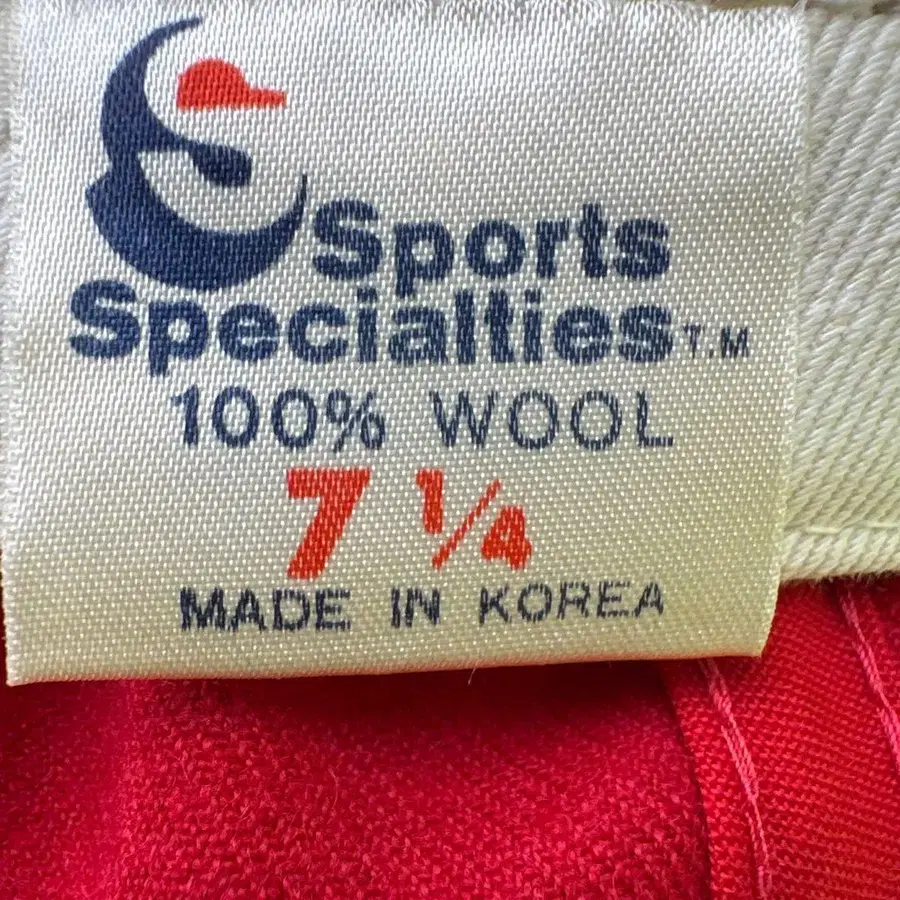 Sports
Specialties T.M
100% WOOL
7 1/4
MADE IN KOREA